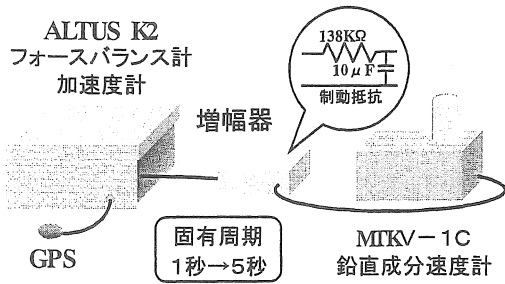 ALTUS K2
フォースバランス計
加速度計
138KΩ
10μF
制動抵抗
増幅器
GPS
固有周期
1秒→5秒
MTKV－1C
鉛直成分速度計